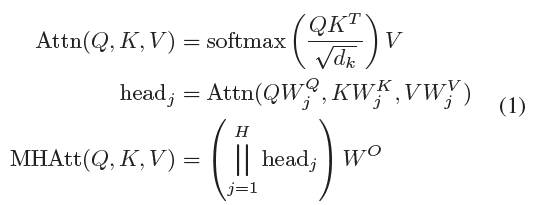 Attn(Q, K, V) = softmax(QK^T / √d_k) V
head_j = Attn(QW_j^Q, KW_j^K, VW_j^V) (1)
MHAtt(Q, K, V) = (‖_{j=1}^{H} head_j) W^O